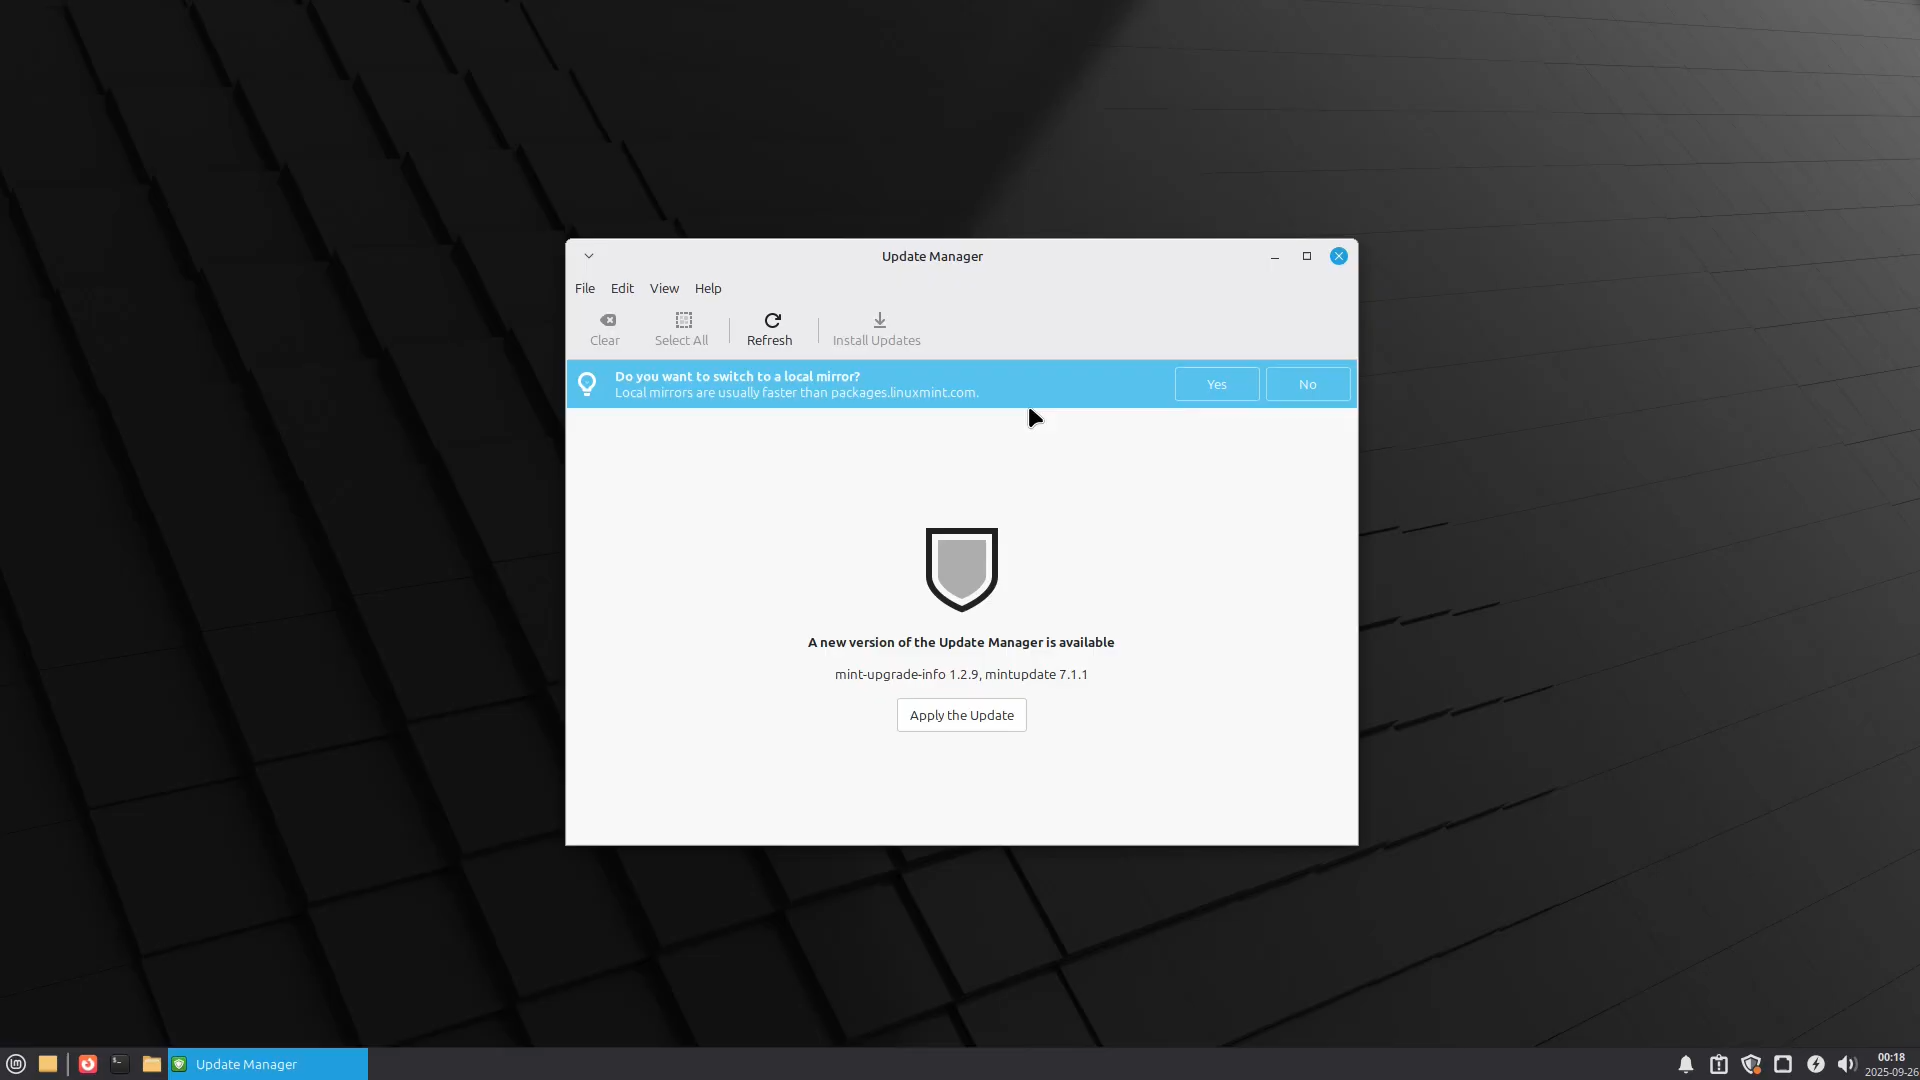 Update Manager
File Edit View Help
Clear Select All Refresh Install Updates
Do you want to switch to a local mirror?
Local mirrors are usually faster than packages.linuxmint.com.
Yes No
A new version of the Update Manager is available
mint-upgrade-info 1.2.9, mintupdate 7.1.1
Apply the Update
Update Manager
00:18
2025-09-26